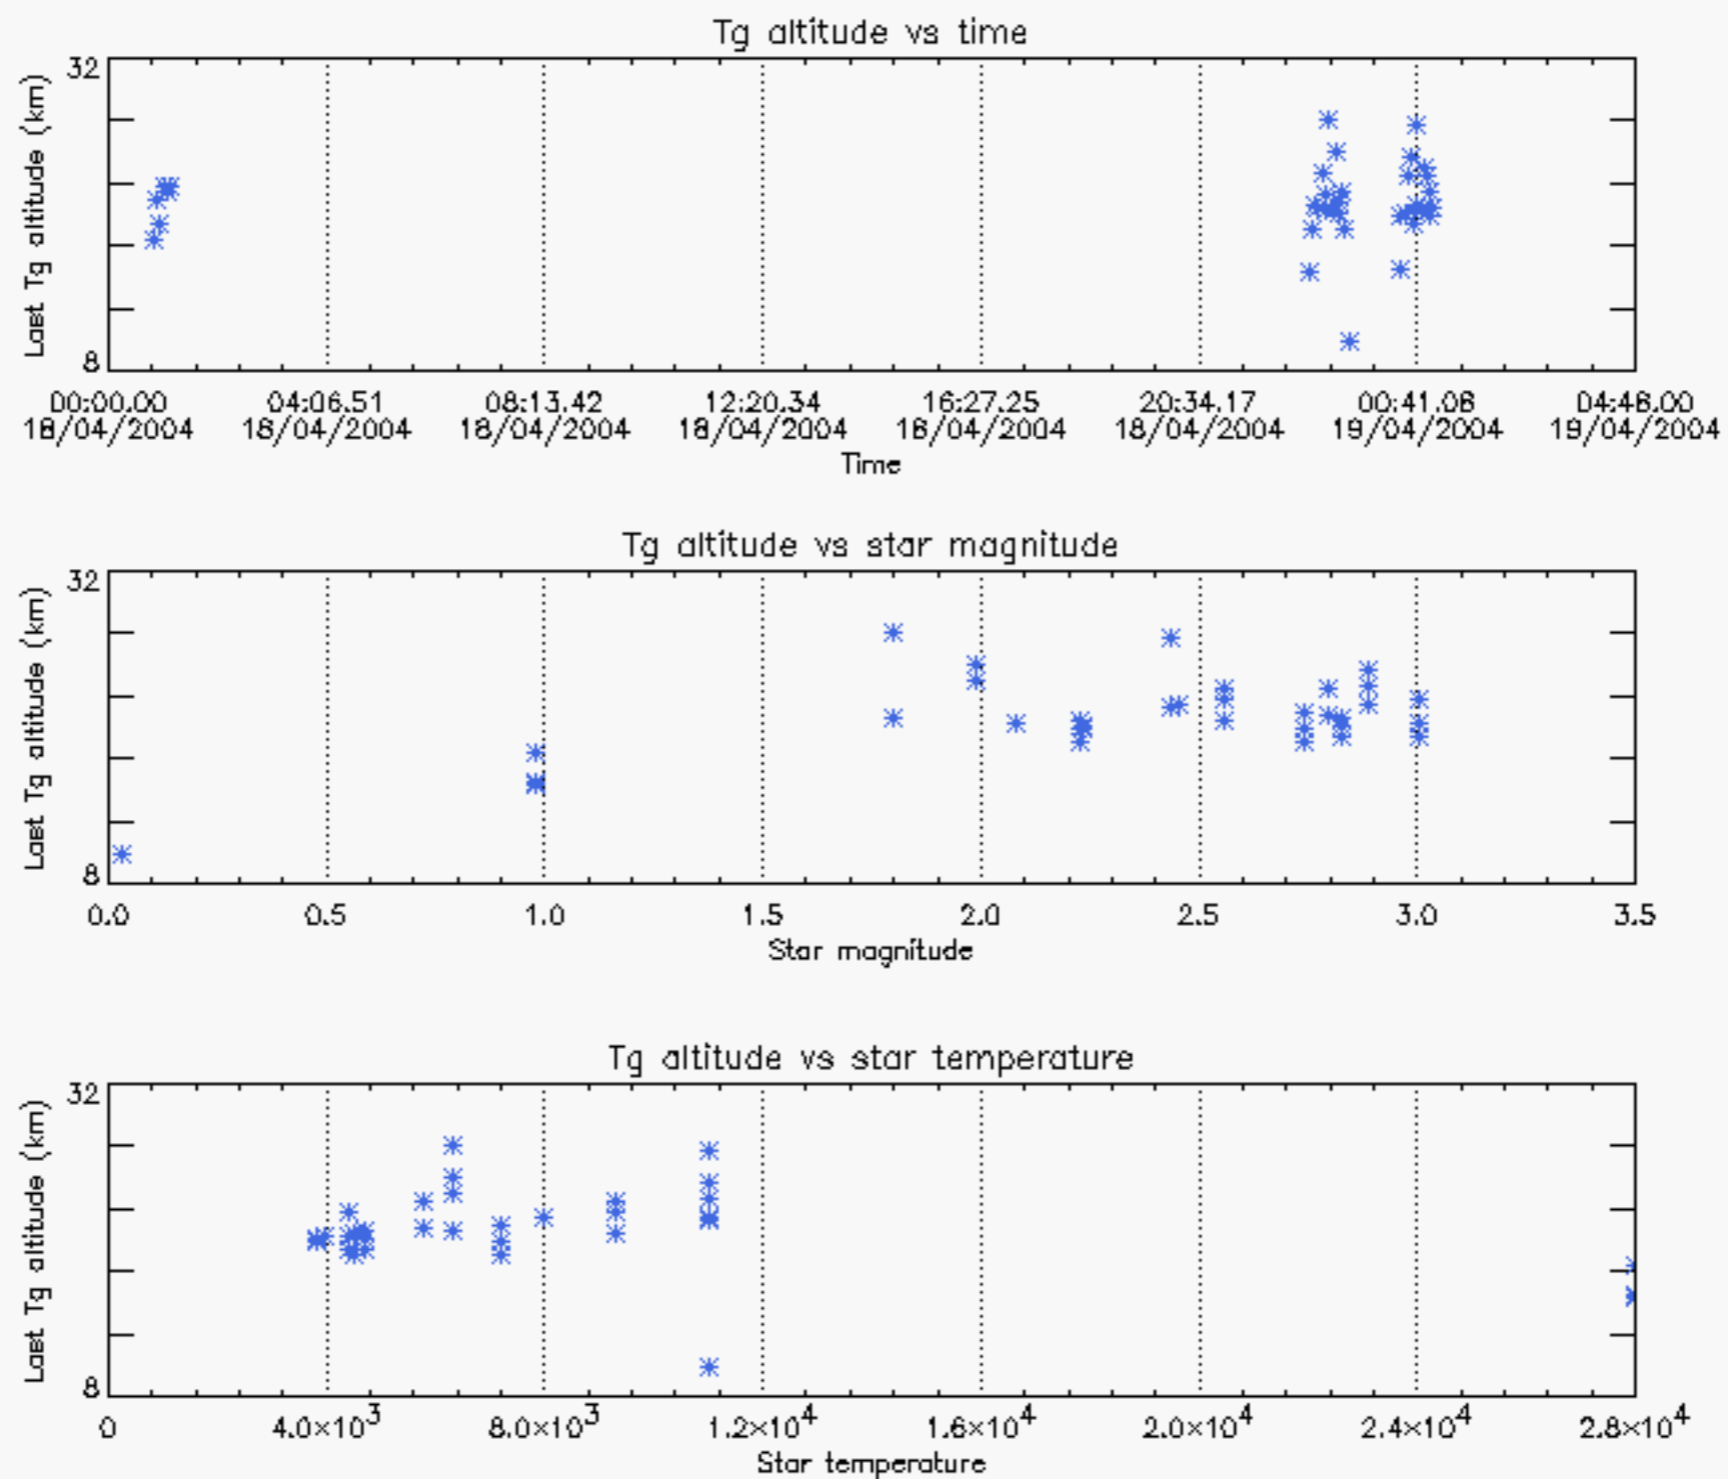 Tg altitude vs time
32
Last Tg altitude (km)
8
00:00.00 04:06.51 08:13.42 12:20.34 16:27.25 20:34.17 00:41.08 04:48.00
18/04/2004 18/04/2004 18/04/2004 18/04/2004 18/04/2004 18/04/2004 19/04/2004 19/04/2004
Time
Tg altitude vs star magnitude
32
Last Tg altitude (km)
8
0.0 0.5 1.0 1.5 2.0 2.5 3.0 3.5
Star magnitude
Tg altitude vs star temperature
32
Last Tg altitude (km)
8
0 4.0×10³ 8.0×10³ 1.2×10⁴ 1.6×10⁴ 2.0×10⁴ 2.4×10⁴ 2.8×10⁴
Star temperature